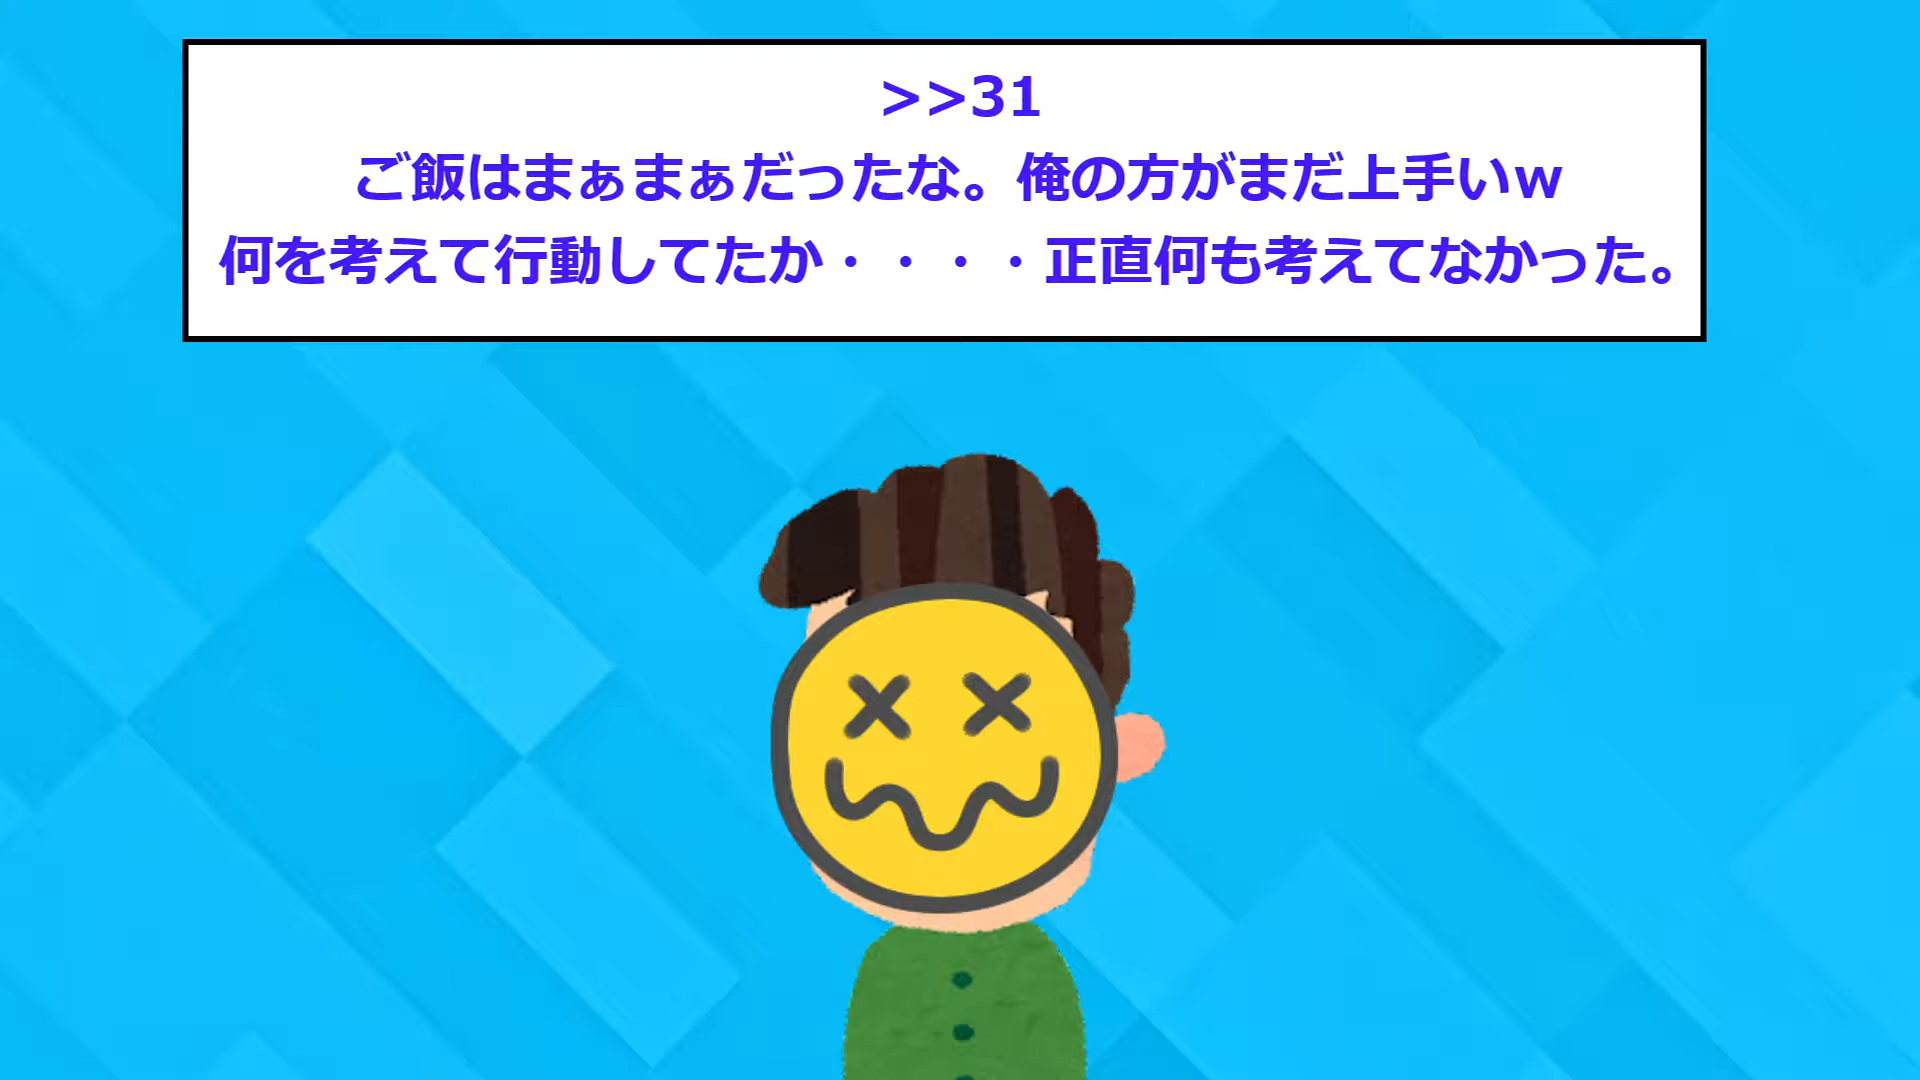 >>31
ご飯はまぁまぁだったな。俺の方がまだ上手いｗ
何を考えて行動してたか・・・・正直何も考えてなかった。